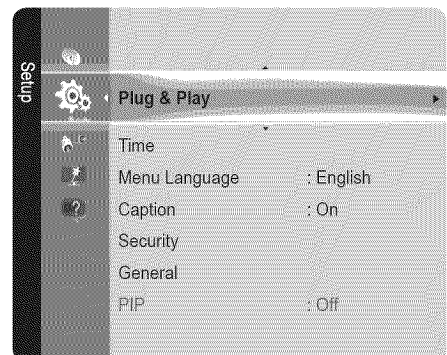 Setup
Plug & Play
Time
Menu Language : English
Caption : On
Security
General
PIP : Off